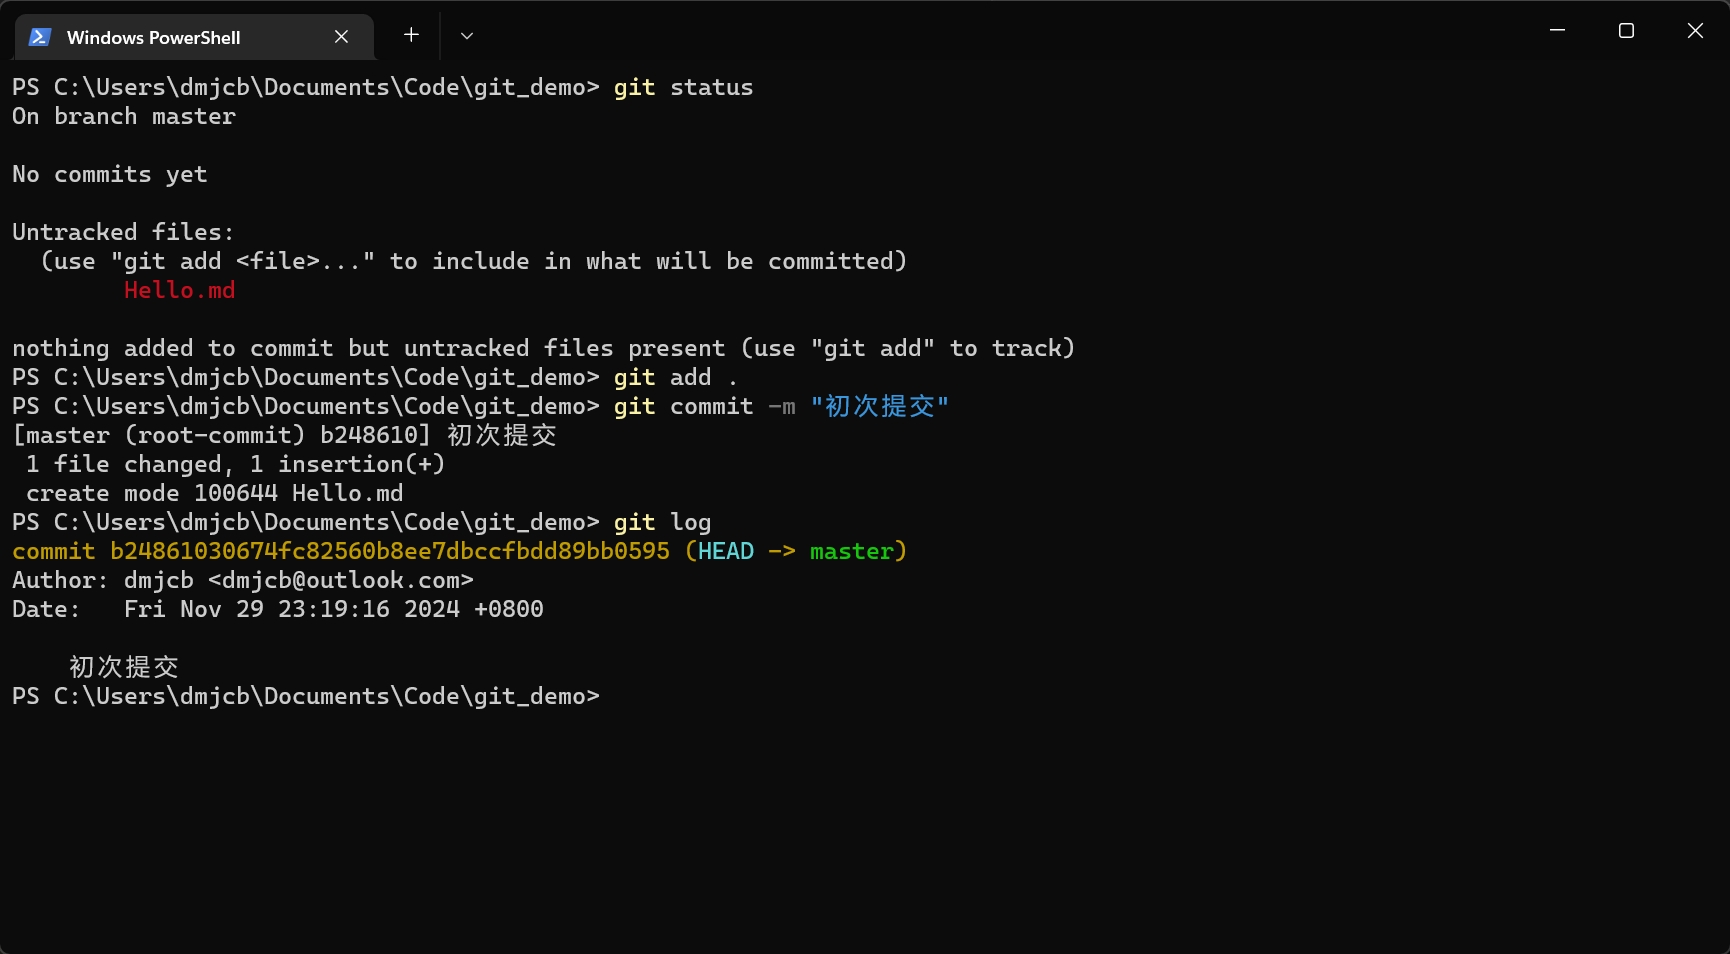 Windows PowerShell
PS C:\Users\dmjcb\Documents\Code\git_demo> git status
On branch master
No commits yet
Untracked files:
  (use "git add <file>..." to include in what will be committed)
        Hello.md
nothing added to commit but untracked files present (use "git add" to track)
PS C:\Users\dmjcb\Documents\Code\git_demo> git add .
PS C:\Users\dmjcb\Documents\Code\git_demo> git commit -m "初次提交"
[master (root-commit) b248610] 初次提交
 1 file changed, 1 insertion(+)
 create mode 100644 Hello.md
PS C:\Users\dmjcb\Documents\Code\git_demo> git log
commit b24861030674fc82560b8ee7dbccfbdd89bb0595 (HEAD -> master)
Author: dmjcb <dmjcb@outlook.com>
Date:   Fri Nov 29 23:19:16 2024 +0800
    初次提交
PS C:\Users\dmjcb\Documents\Code\git_demo>